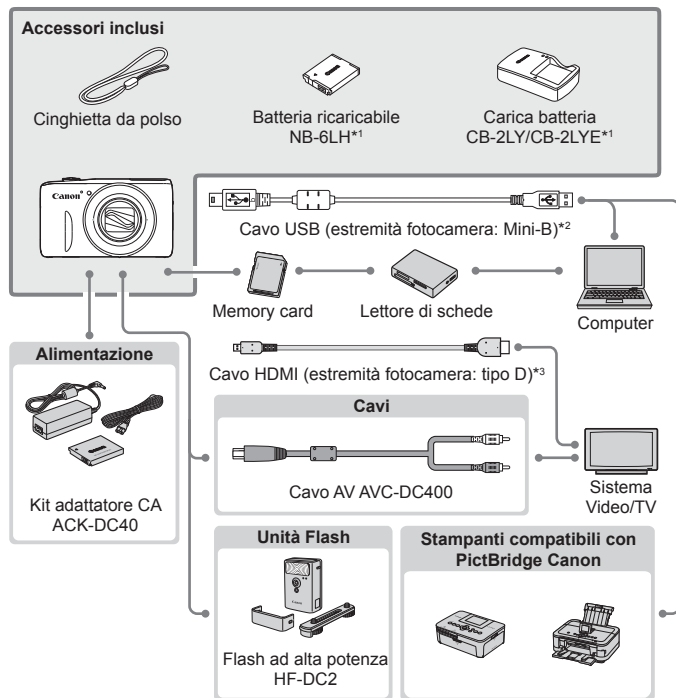 Accessori inclusi
Cinghietta da polso
Batteria ricaricabile
NB-6LH*1
Carica batteria
CB-2LY/CB-2LYE*1
Canon
Cavo USB (estremità fotocamera: Mini-B)*2
Memory card
Lettore di schede
Computer
Cavo HDMI (estremità fotocamera: tipo D)*3
Alimentazione
Kit adattatore CA
ACK-DC40
Cavi
Cavo AV AVC-DC400
Sistema
Video/TV
Unità Flash
Flash ad alta potenza
HF-DC2
Stampanti compatibili con
PictBridge Canon